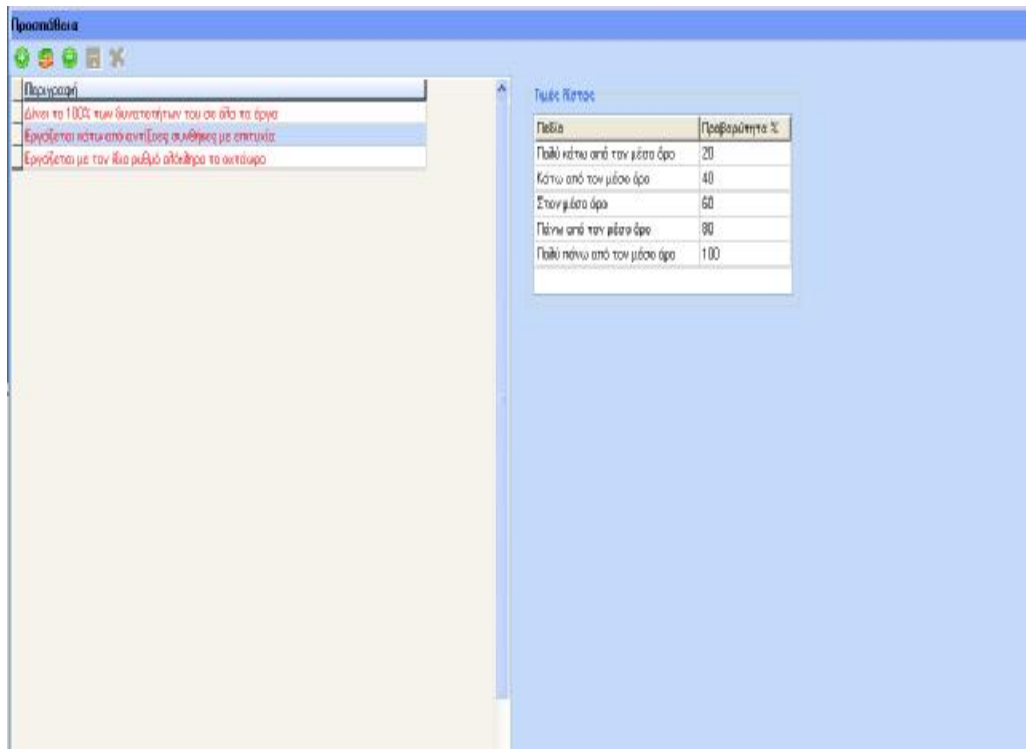 Προσπάθεια
Περιγραφή
Δίνει το 100% των δυνατοτήτων του σε όλα τα έργα
Εργάζεται κάτω από αντίξοες συνθήκες με επιτυχία
Εργάζεται με τον ίδιο ρυθμό ολόκληρο το οκτάωρο
Τιμές Λίστας
Πεδία Προβαρύτητα %
Πολύ κάτω από τον μέσο όρο 20
Κάτω από τον μέσο όρο 40
Στον μέσο όρο 60
Πάνω από τον μέσο όρο 80
Πολύ πάνω από τον μέσο όρο 100